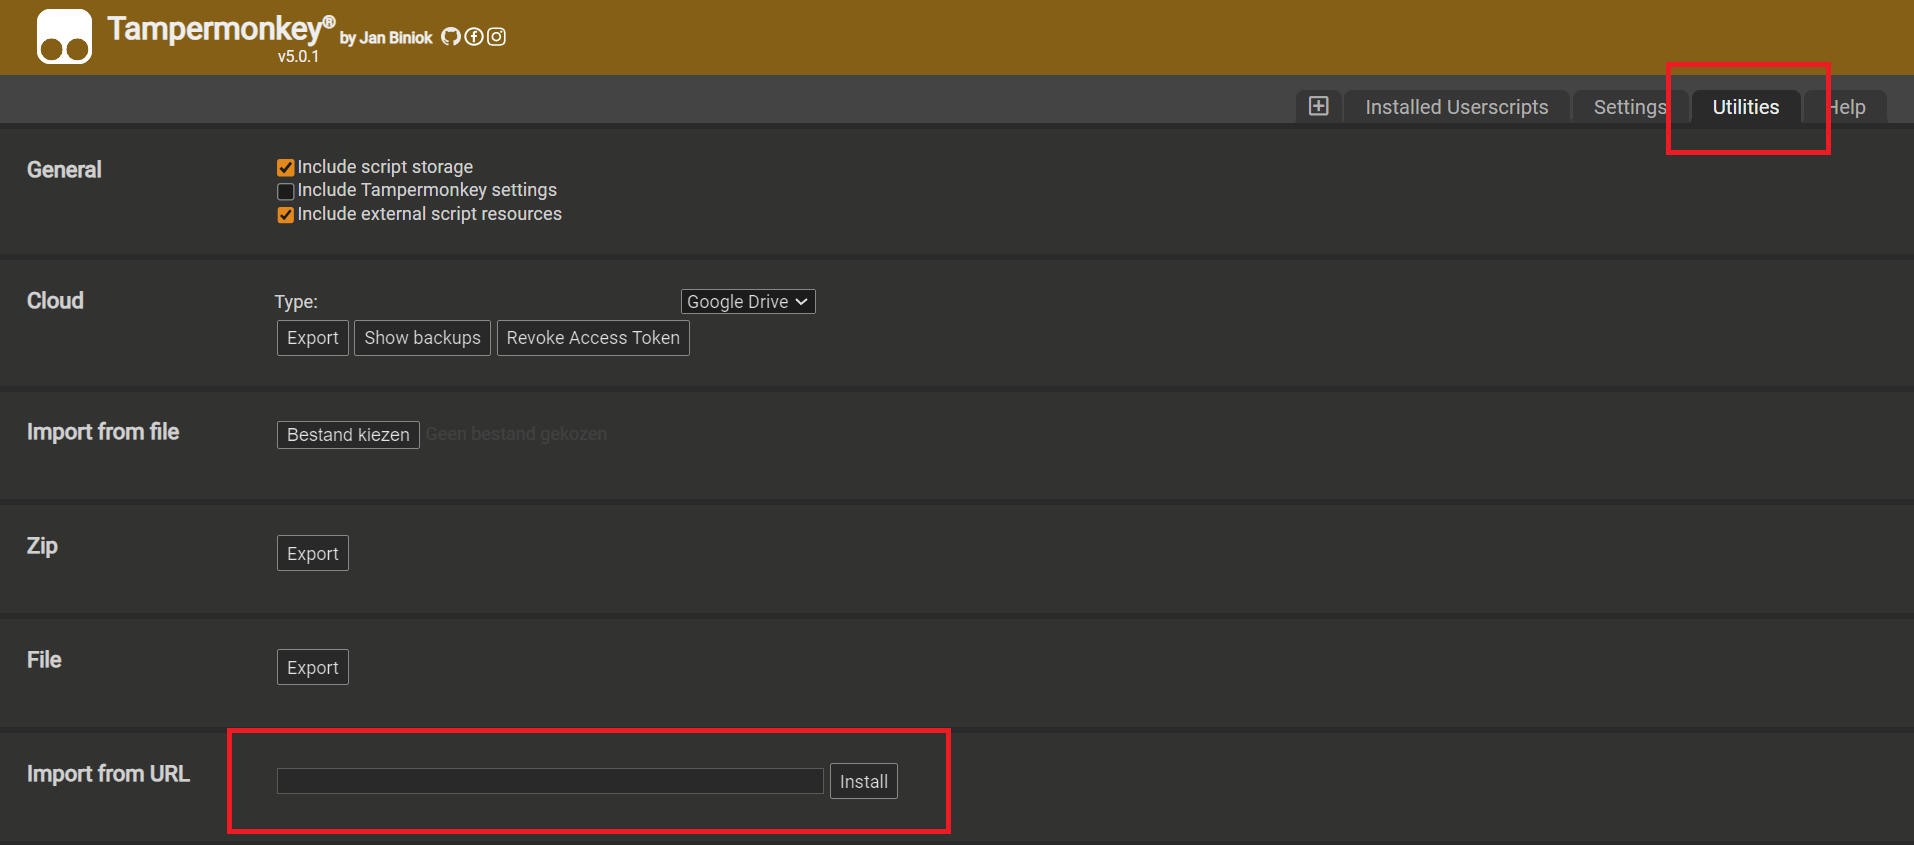 Tampermonkey® by Jan Biniok
v5.0.1
Installed Userscripts Settings Utilities Help
General
Include script storage
Include Tampermonkey settings
Include external script resources
Cloud
Type: Google Drive
Export Show backups Revoke Access Token
Import from file
Bestand kiezen Geen bestand gekozen
Zip
Export
File
Export
Import from URL
Install